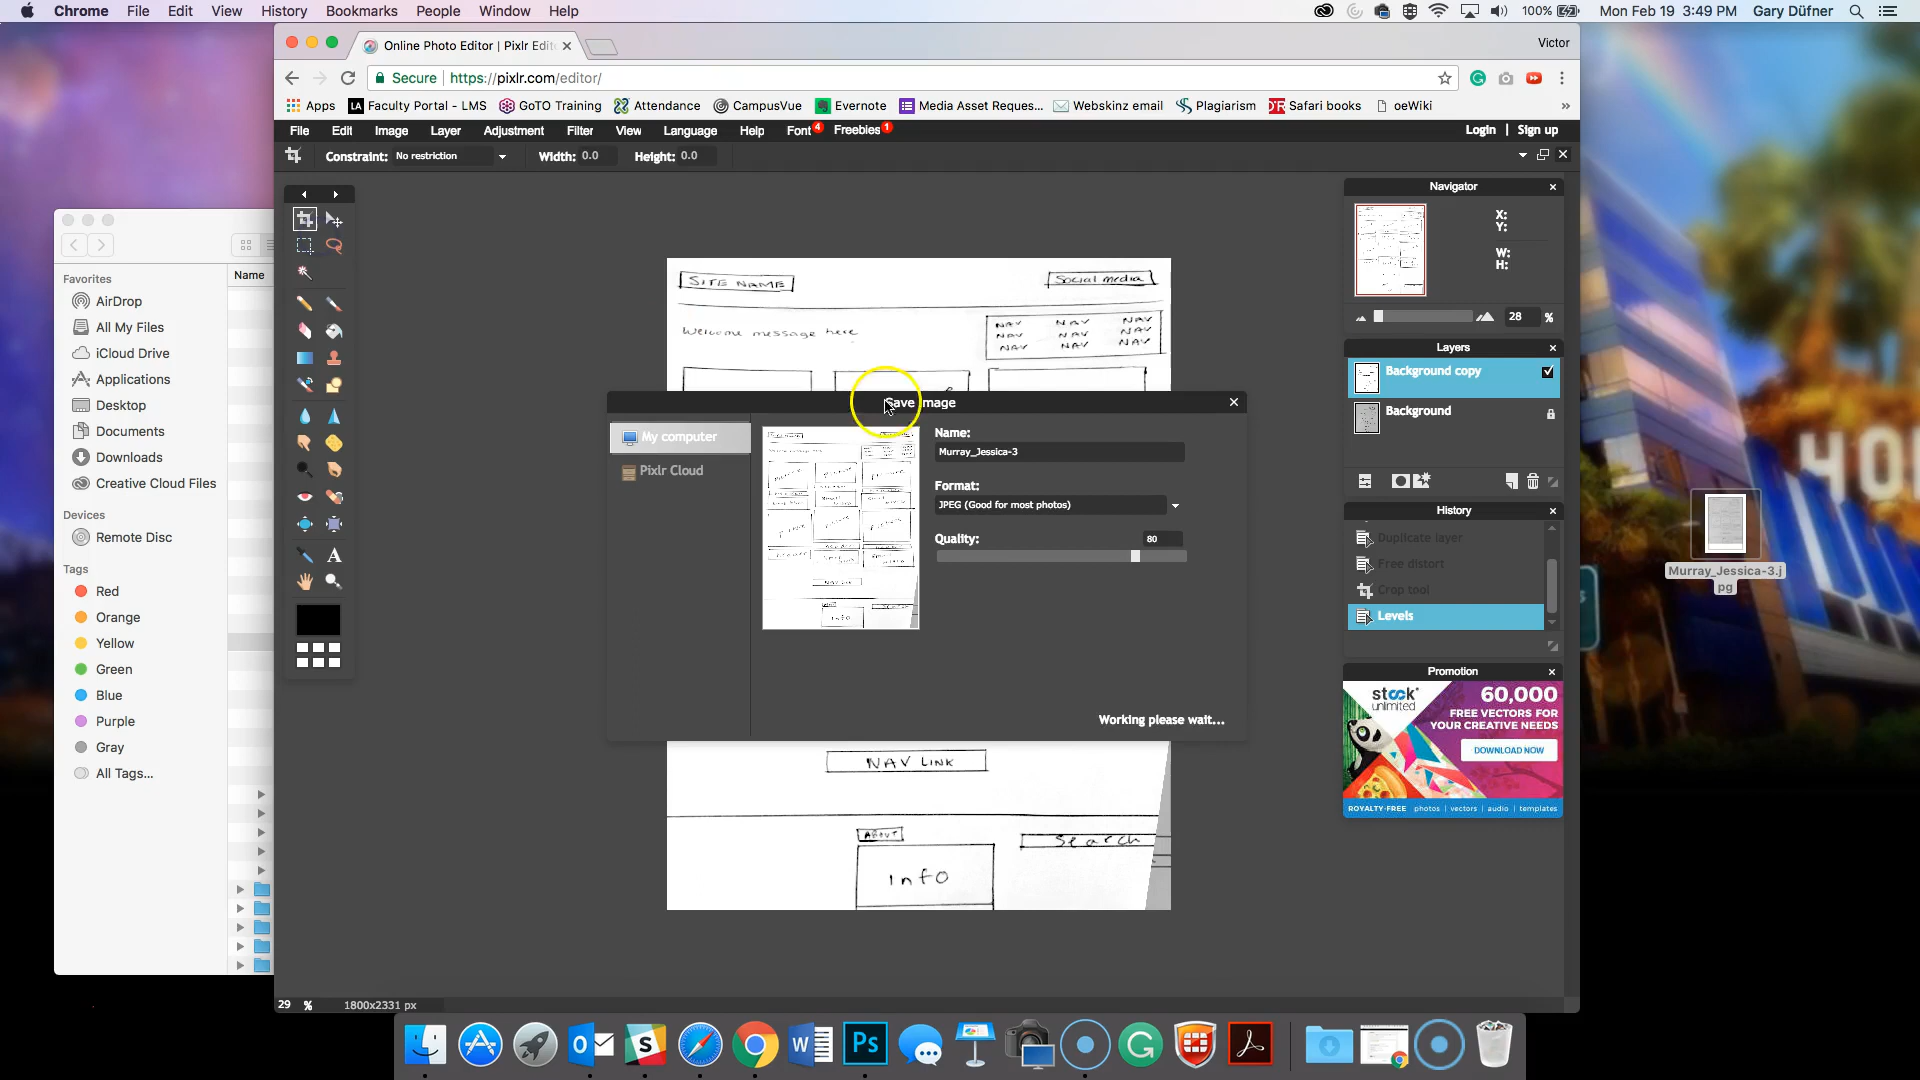 Chrome File Edit View History Bookmarks People Window Help
100% Mon Feb 19 3:49 PM Gary Düfner
Online Photo Editor | Pixlr Edit
Victor
Secure | https://pixlr.com/editor/
Apps LA Faculty Portal - LMS GoTO Training Attendance CampusVue Evernote Media Asset Reques... Webskinz email Plagiarism Safari books oeWiki »
File Edit Image Layer Adjustment Filter View Language Help Font 4 Freebies 1 Login | Sign up
Constraint: No restriction Width: 0.0 Height: 0.0
Favorites
AirDrop
All My Files
iCloud Drive
Applications
Desktop
Documents
Downloads
Creative Cloud Files
Devices
Remote Disc
Tags
Red
Orange
Yellow
Green
Blue
Purple
Gray
All Tags...
Name
SITE NAME
Social media
Welcome message here
NAV NAV NAV
NAV NAV NAV
NAV NAV NAV
Save image
My computer
Pixlr Cloud
Name:
Murray_Jessica-3
Format:
JPEG (Good for most photos)
Quality: 80
Working please wait...
NAV LINK
ABOUT
Search
Info
29 % 1800x2331 px
Navigator
X:
Y:
W:
H:
28 %
Layers
Background copy
Background
History
Duplicate layer
Free distort
Crop tool
Levels
Promotion
stock unlimited
60,000
FREE VECTORS FOR
YOUR CREATIVE NEEDS
DOWNLOAD NOW
ROYALTY-FREE photos | vectors | audio | templates
Murray_Jessica-3.j
pg
HO
W
Ps